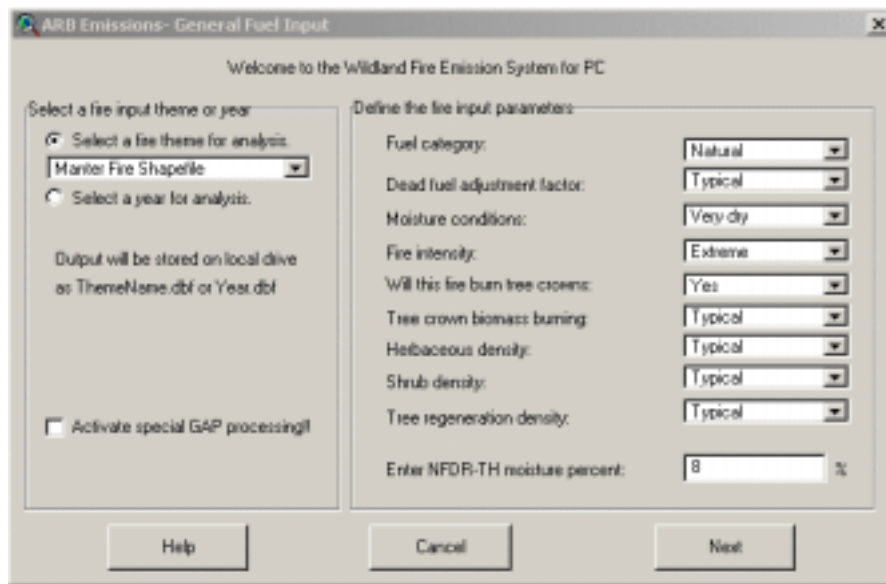 ARB Emissions- General Fuel Input
Welcome to the Wildland Fire Emission System for PC
Select a fire input theme or year
Select a fire theme for analysis.
Manter Fire Shapefile
Select a year for analysis.
Output will be stored on local drive
as ThemeName.dbf or Year.dbf
Activate special GAP processing!!
Define the fire input parameters
Fuel category: Natural
Dead fuel adjustment factor: Typical
Moisture conditions: Very dry
Fire intensity: Extreme
Will this fire burn tree crowns: Yes
Tree crown biomass burning: Typical
Herbaceous density: Typical
Shrub density: Typical
Tree regeneration density: Typical
Enter NFDR-TH moisture percent: 8 %
Help Cancel Next